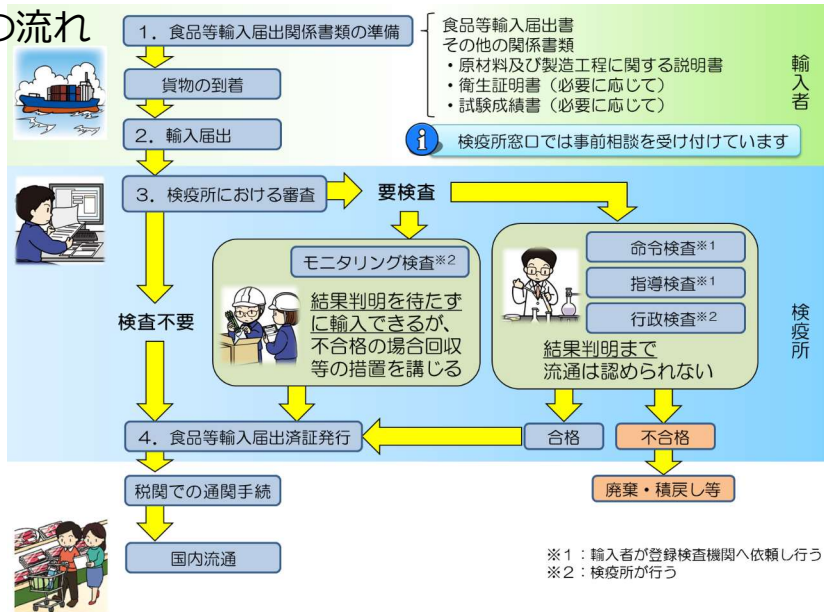 の流れ
1．食品等輸入届出関係書類の準備
食品等輸入届出書
その他の関係書類
・原材料及び製造工程に関する説明書
・衛生証明書（必要に応じて）
・試験成績書（必要に応じて）
輸入者
貨物の到着
2．輸入届出
i 検疫所窓口では事前相談を受け付けています
3．検疫所における審査
要検査
モニタリング検査※2
結果判明を待たず
に輸入できるが、
不合格の場合回収
等の措置を講じる
命令検査※1
指導検査※1
行政検査※2
結果判明まで
流通は認められない
検疫所
検査不要
4．食品等輸入届出済証発行
合格
不合格
税関での通関手続
廃棄・積戻し等
国内流通
※1：輸入者が登録検査機関へ依頼し行う
※2：検疫所が行う